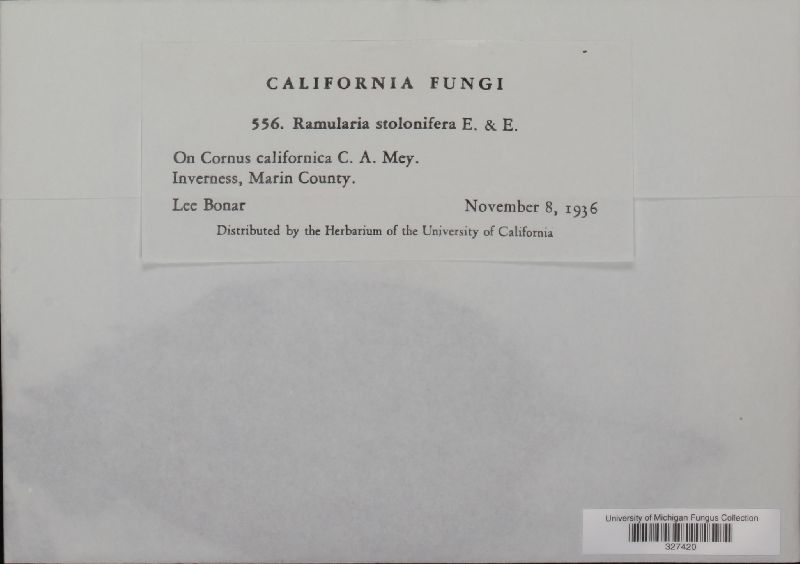 CALIFORNIA FUNGI
556. Ramularia stolonifera E. & E.
On Cornus californica C. A. Mey.
Inverness, Marin County.
Lee Bonar November 8, 1936
Distributed by the Herbarium of the University of California
University of Michigan Fungus Collection
327420